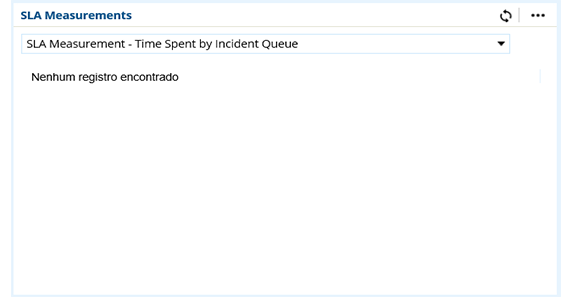 SLA Measurements
SLA Measurement - Time Spent by Incident Queue
Nenhum registro encontrado